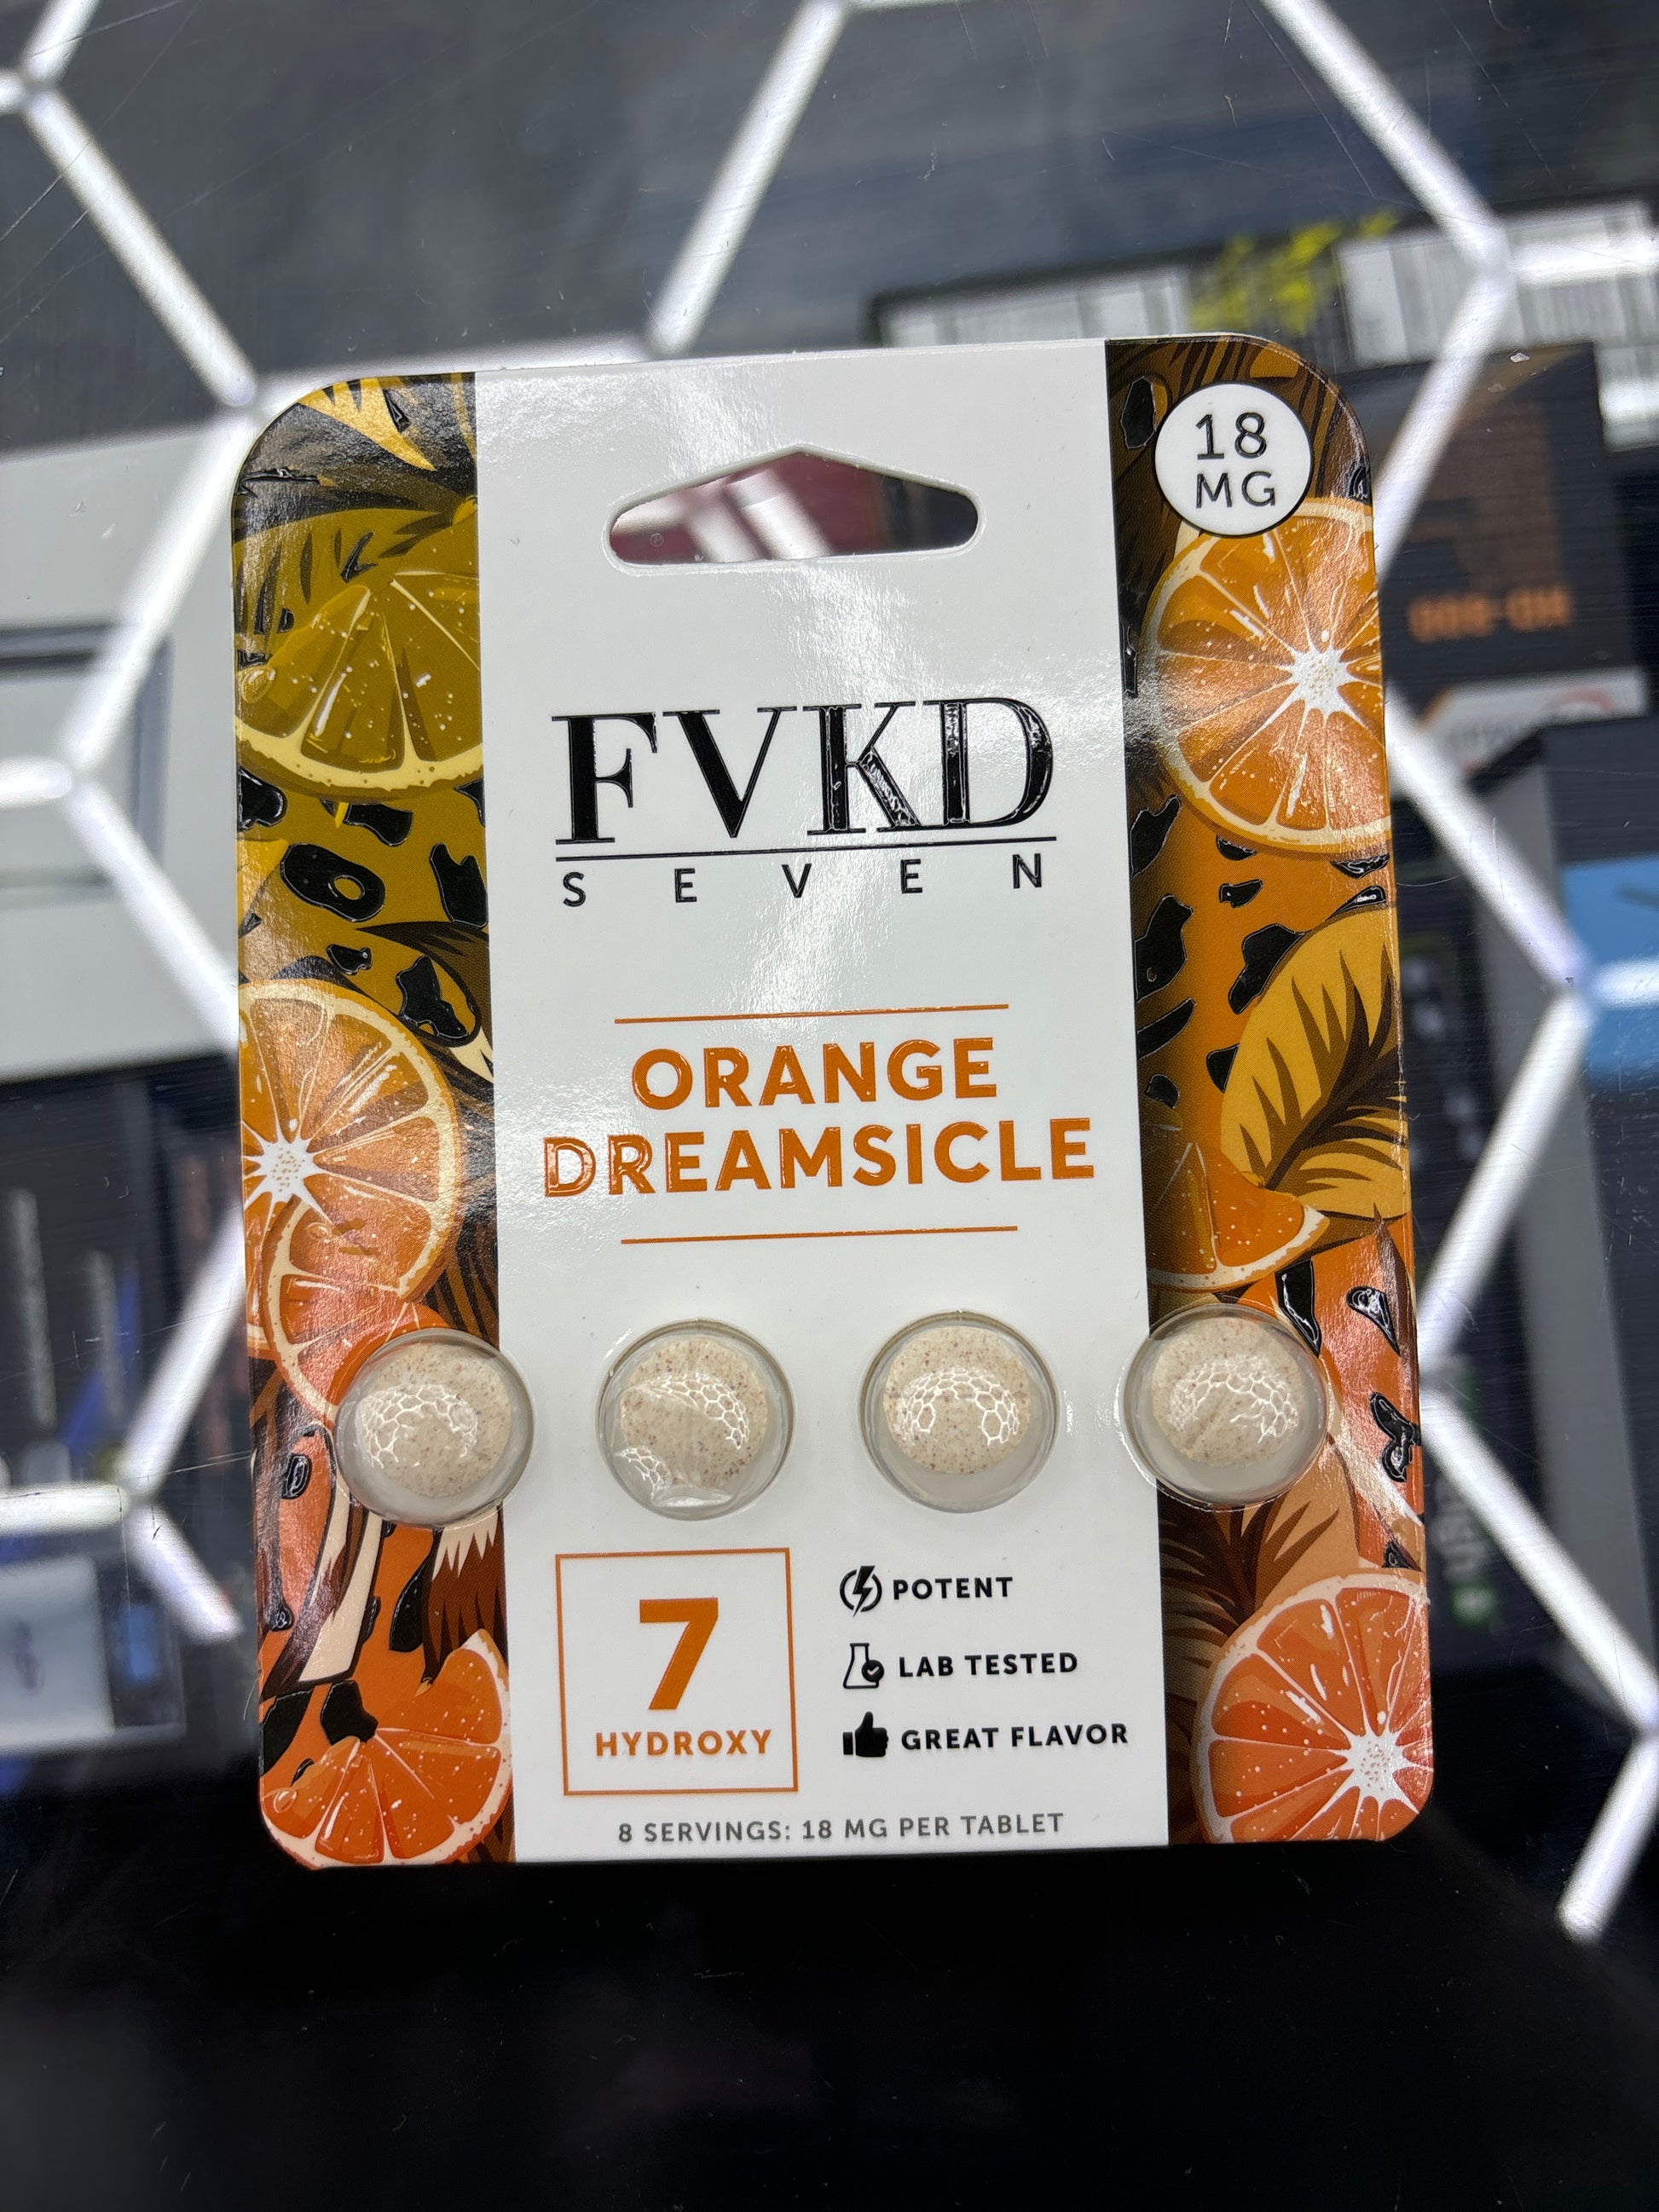 18
MG
FVKD
SEVEN
ORANGE
DREAMSICLE
7
HYDROXY
POTENT
LAB TESTED
GREAT FLAVOR
8 SERVINGS: 18 MG PER TABLET